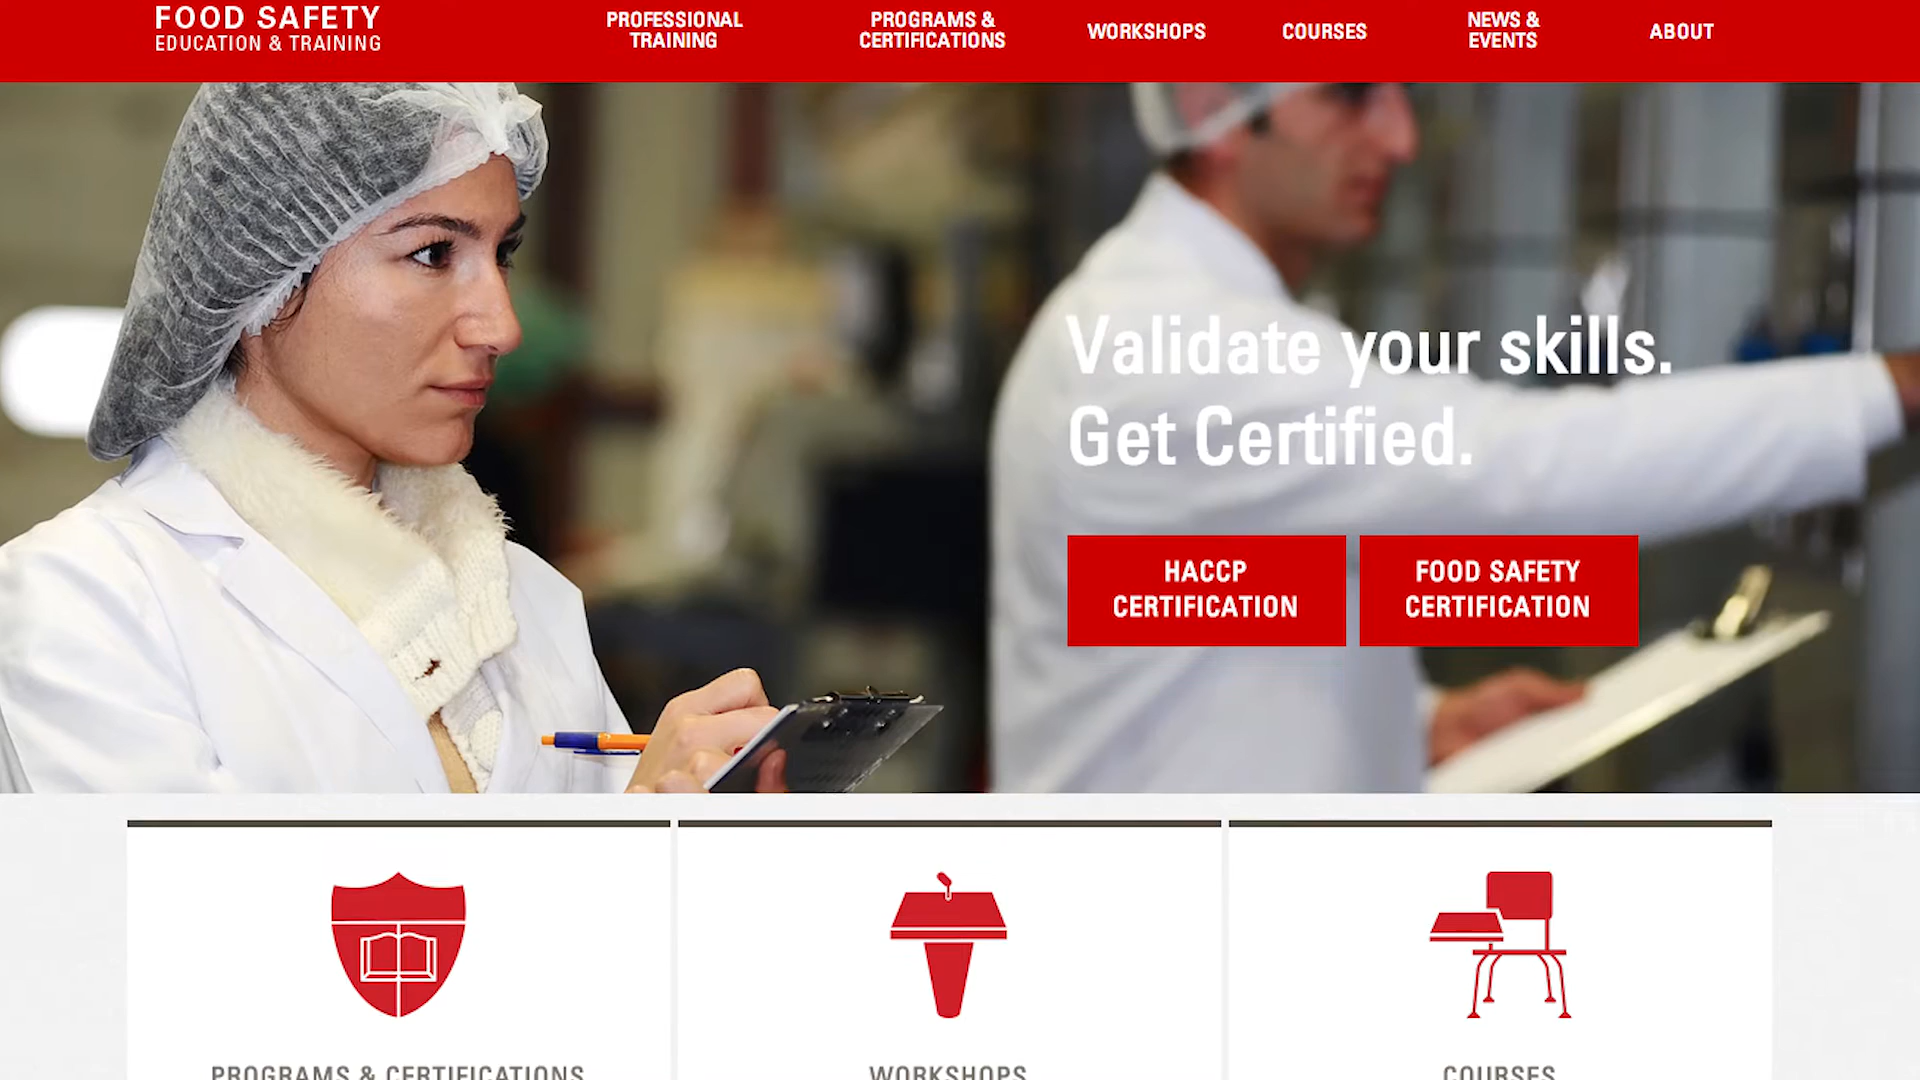 FOOD SAFETY
EDUCATION & TRAINING
PROFESSIONAL
TRAINING
PROGRAMS &
CERTIFICATIONS
WORKSHOPS
COURSES
NEWS &
EVENTS
ABOUT
Validate your skills.
Get Certified.
HACCP
CERTIFICATION
FOOD SAFETY
CERTIFICATION
PROGRAMS & CERTIFICATIONS
WORKSHOPS
COURSES